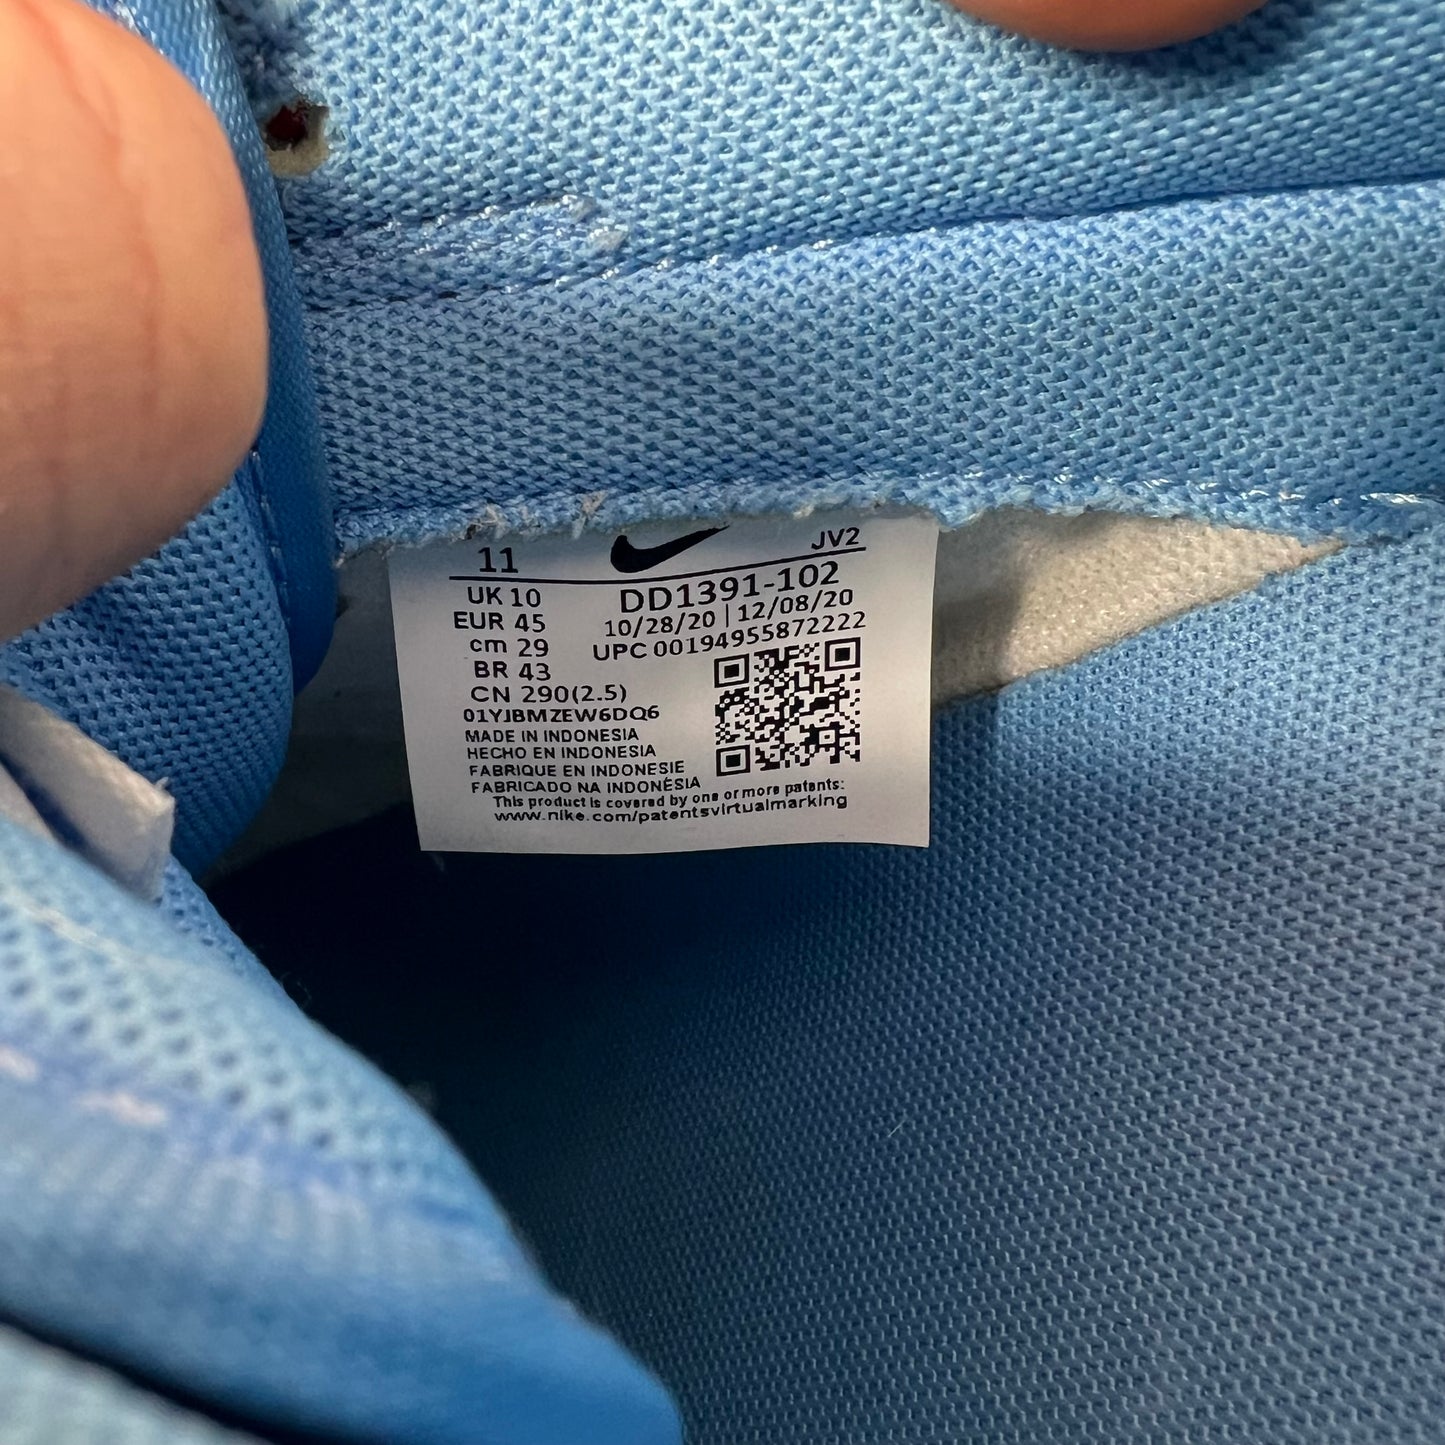 11 JV2
UK 10 DD1391-102
EUR 45 10/28/20 | 12/08/20
cm 29 UPC 00194955872222
BR 43
CN 290(2.5)
01YJBMZEW6DQ6
MADE IN INDONESIA
HECHO EN INDONESIA
FABRIQUE EN INDONESIE
FABRICADO NA INDONÉSIA
This product is covered by one or more patents:
www.nike.com/patentsvirtualmarking